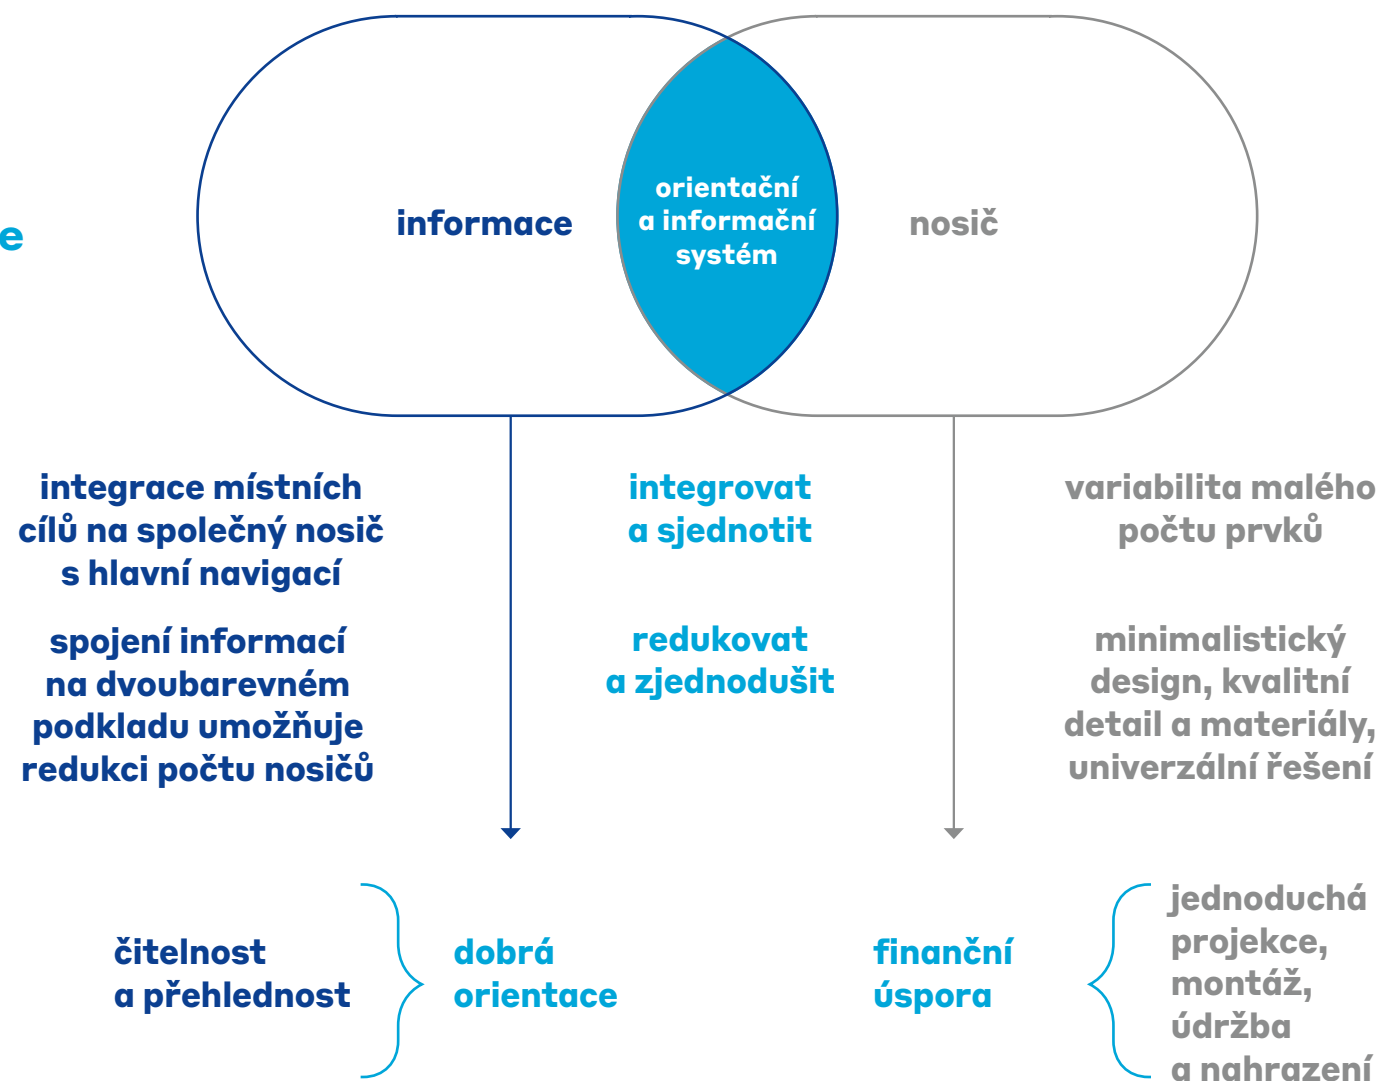 informace
orientační
a informační
systém
nosič
integrace místních
cílů na společný nosič
s hlavní navigací
integrovat
a sjednotit
variabilita malého
počtu prvků
spojení informací
na dvoubarevném
podkladu umožňuje
redukci počtu nosičů
redukovat
a zjednodušit
minimalistický
design, kvalitní
detail a materiály,
univerzální řešení
čitelnost
a přehlednost
dobrá
orientace
finanční
úspora
jednoduchá
projekce,
montáž,
údržba
a nahrazení